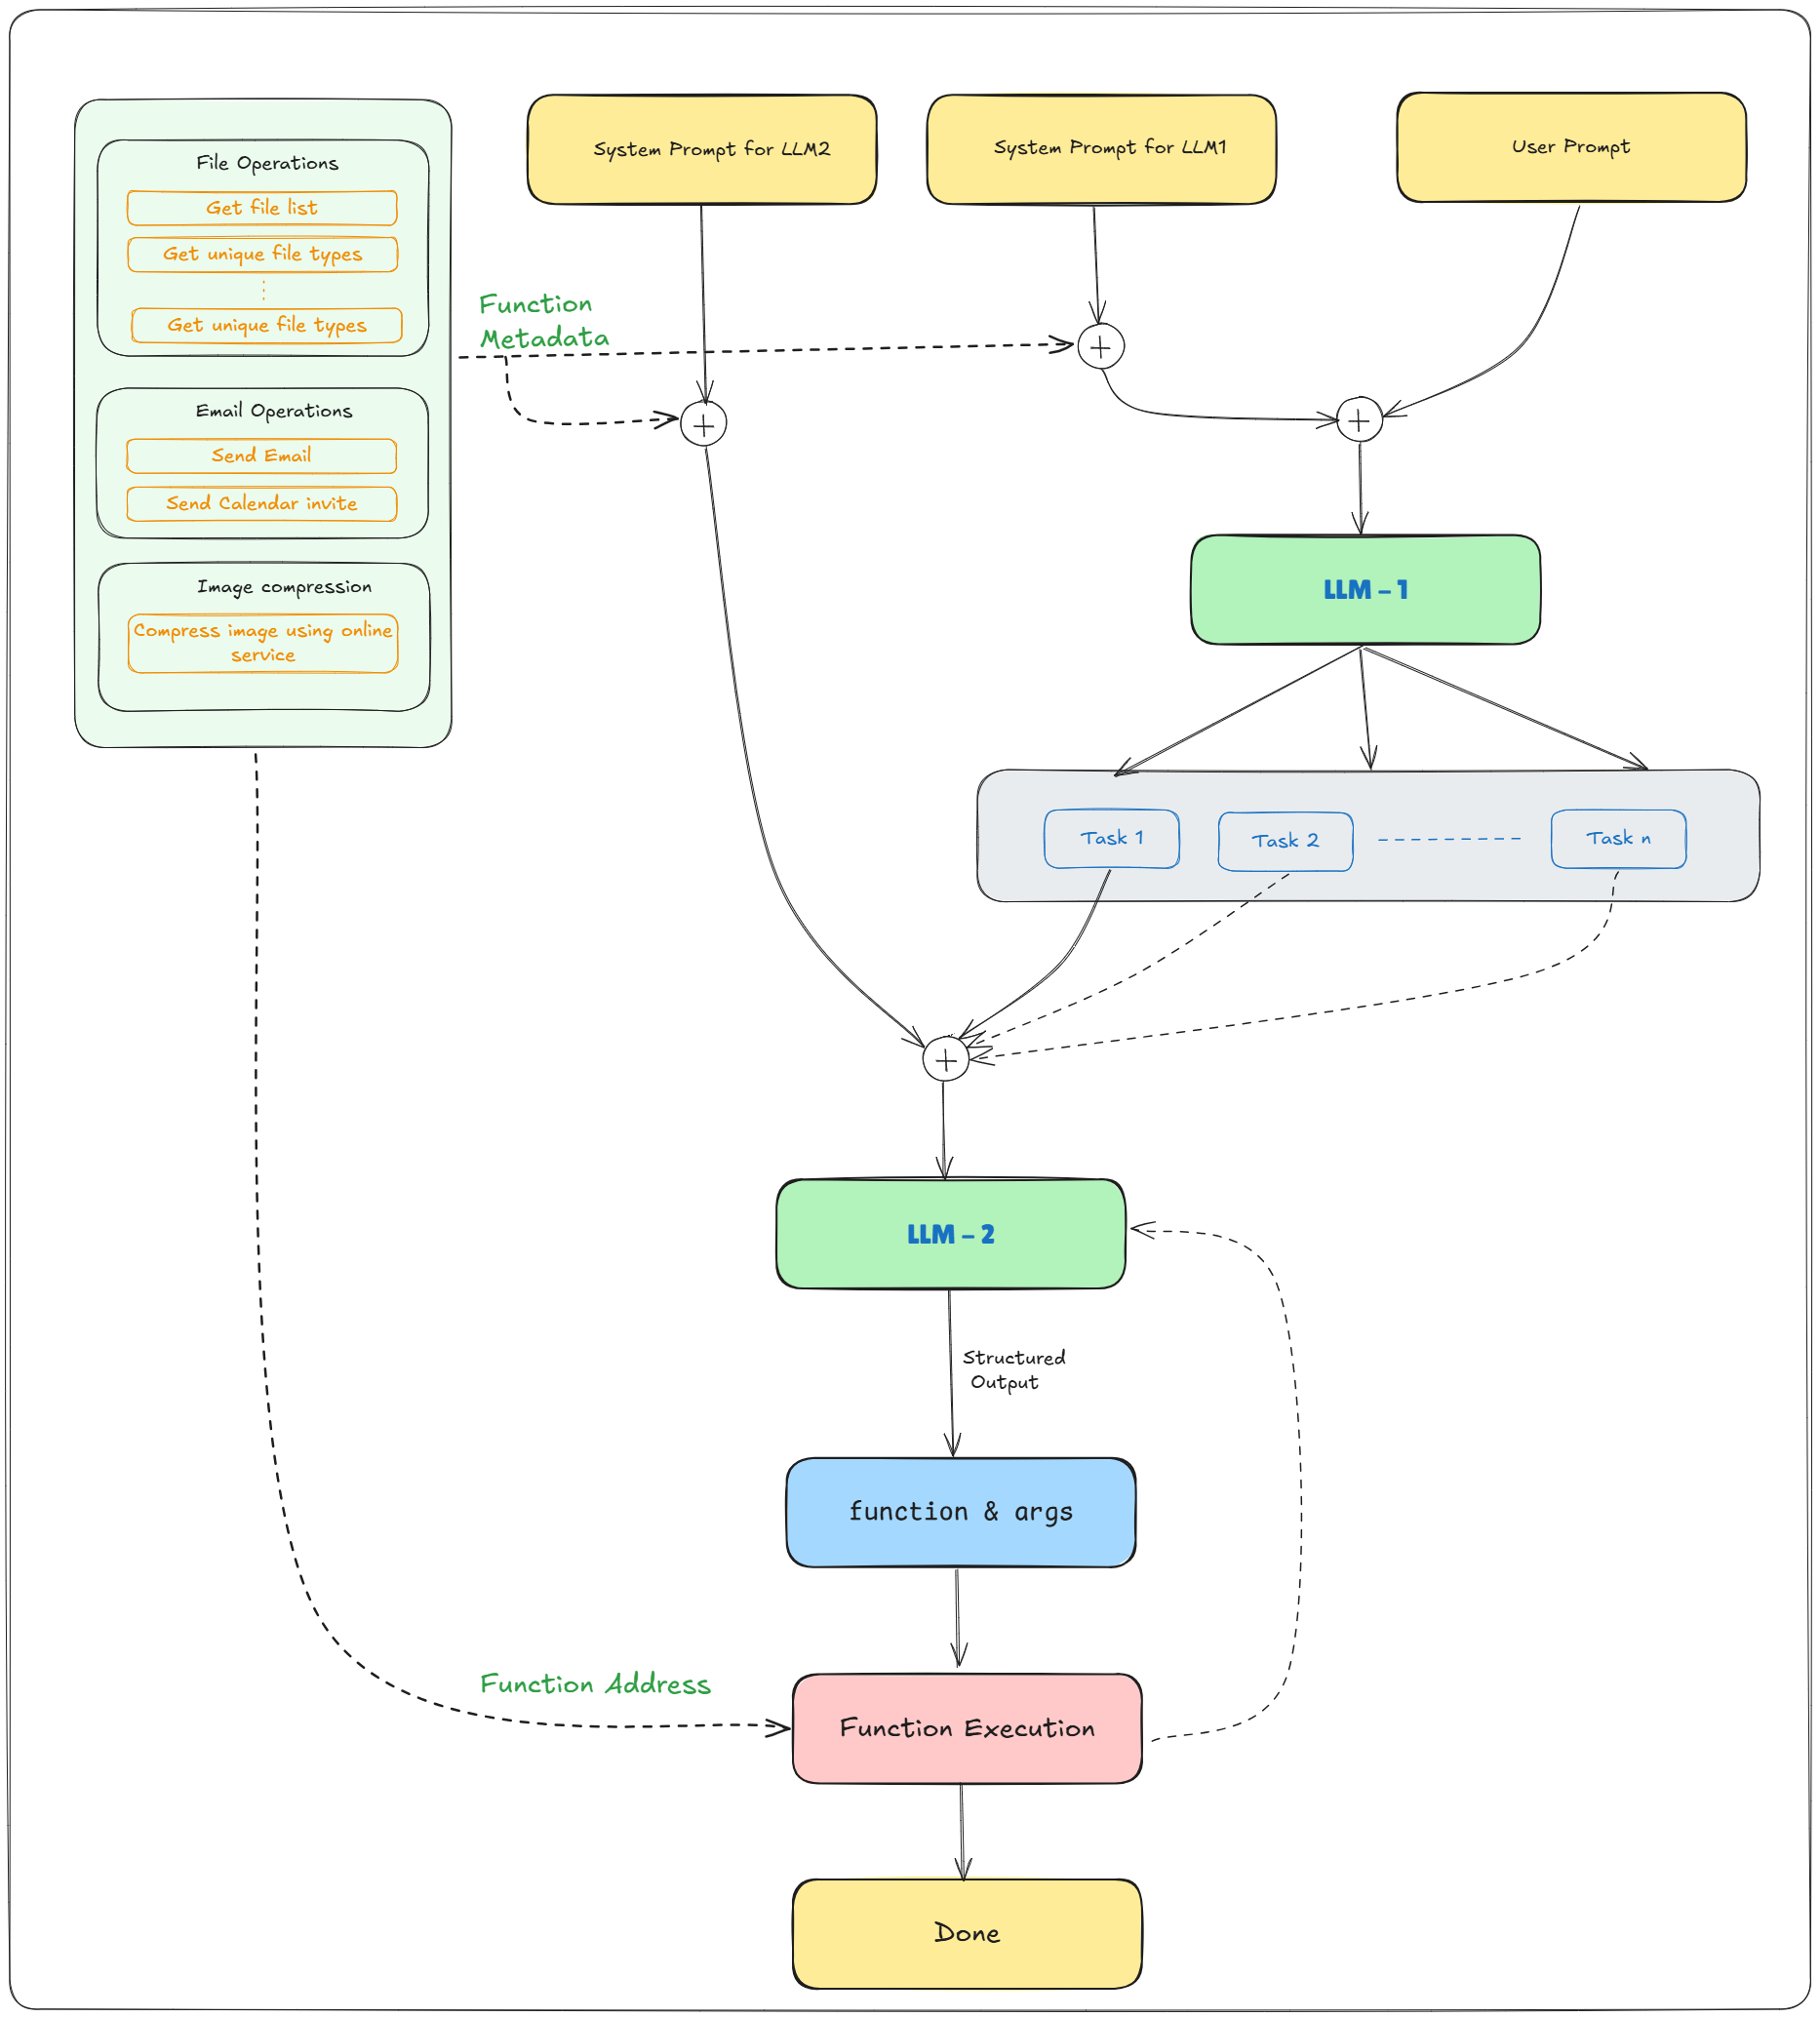 System Prompt for LLM2
System Prompt for LLM1
User Prompt
File Operations
Get file list
Get unique file types
Get unique file types
Function
Metadata
Email Operations
Send Email
Send Calendar invite
Image compression
Compress image using online
service
LLM – 1
Task 1
Task 2
Task n
LLM – 2
Structured
Output
function & args
Function Address
Function Execution
Done